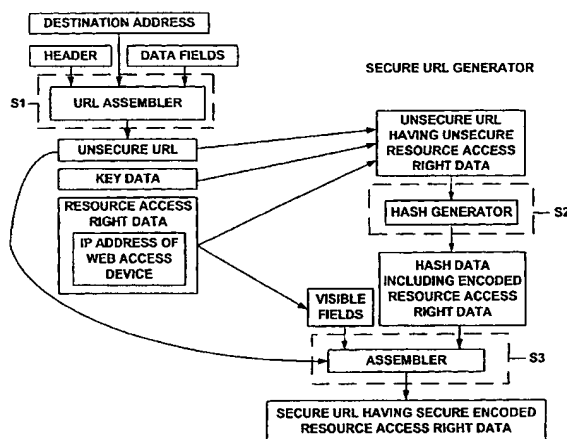 DESTINATION ADDRESS
HEADER
DATA FIELDS
S1
URL ASSEMBLER
UNSECURE URL
KEY DATA
RESOURCE ACCESS
RIGHT DATA
IP ADDRESS OF
WEB ACCESS
DEVICE
SECURE URL GENERATOR
UNSECURE URL
HAVING UNSECURE
RESOURCE ACCESS
RIGHT DATA
HASH GENERATOR
S2
HASH DATA
INCLUDING ENCODED
RESOURCE ACCESS
RIGHT DATA
VISIBLE
FIELDS
ASSEMBLER
S3
SECURE URL HAVING SECURE ENCODED
RESOURCE ACCESS RIGHT DATA